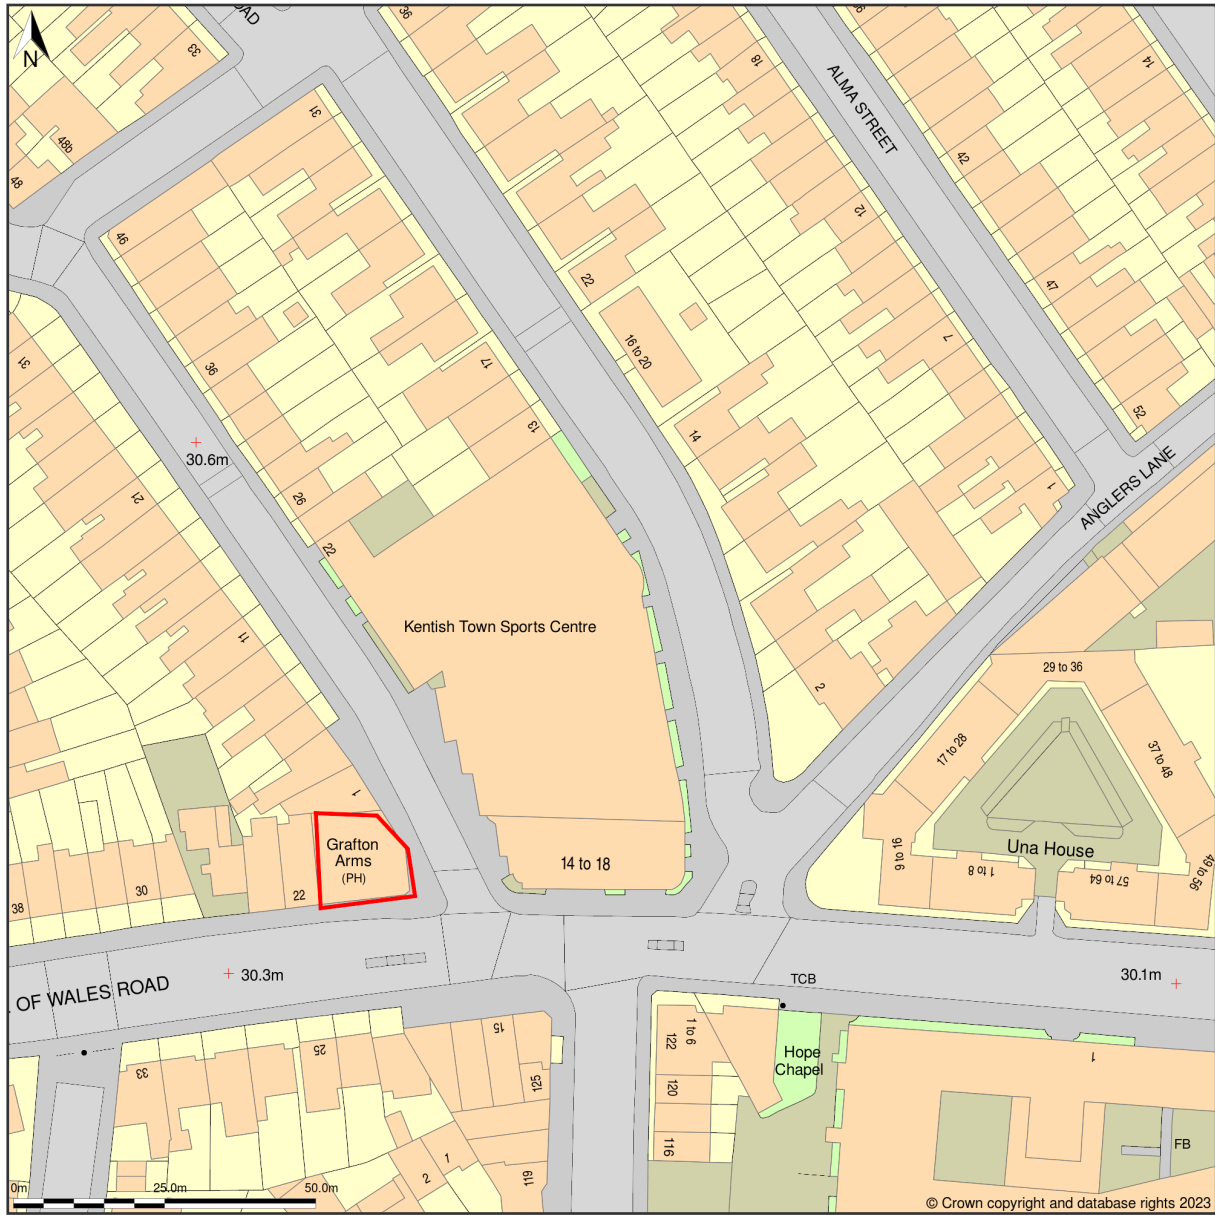 OAD
36
33
N
31
18
ALMA STREET
14
48b
42
48
12
46
22
47
16 to 20
7
31
36
17
52
13
14
30.6m
ANGLERS LANE
21
26
1
22
Kentish Town Sports Centre
11
29 to 36
2
17 to 28
37 to 48
1
Grafton
Arms
(PH)
Una House
14 to 18
9 to 16
1 to 8
57 to 64
49 to 56
30
22
38
OF WALES ROAD
30.3m
TCB
30.1m
15
25
1 to 6
122
Hope
Chapel
1
33
125
120
116
FB
1
2
119
0m
25.0m
50.0m
© Crown copyright and database rights 2023